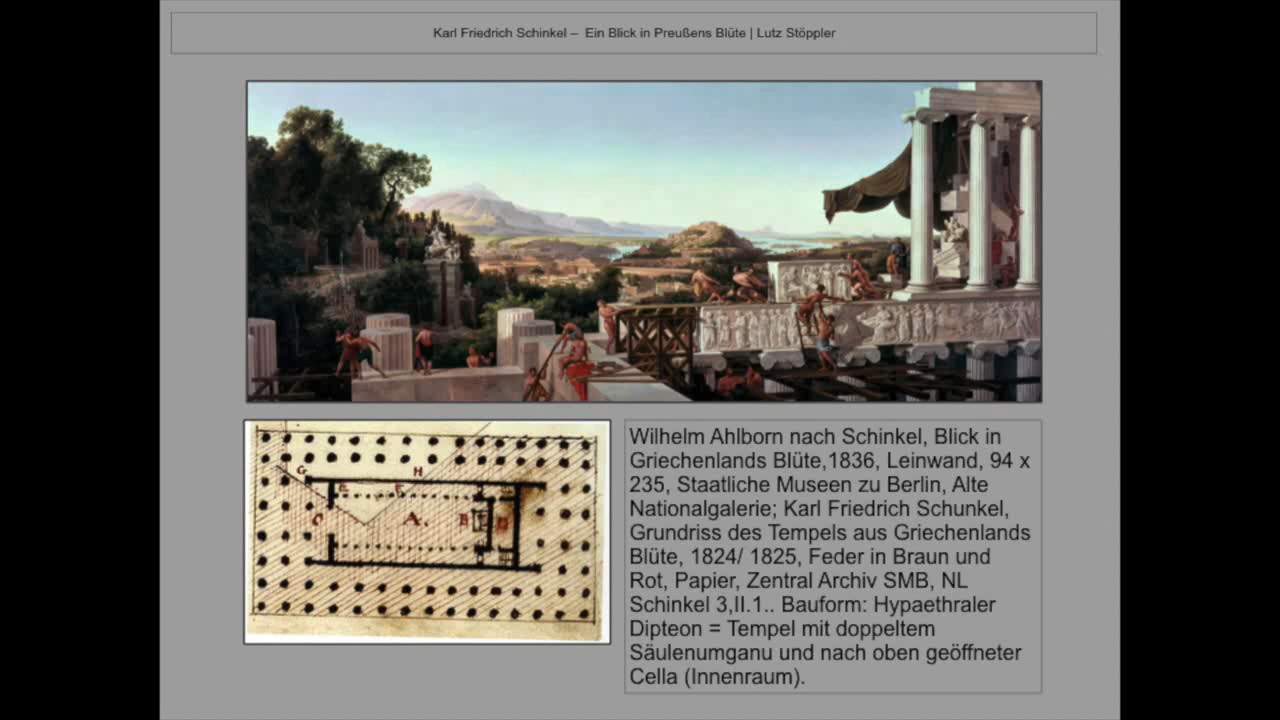 Karl Friedrich Schinkel – Ein Blick in Preußens Blüte | Lutz Stöppler
G H
E F
C A. B D
Wilhelm Ahlborn nach Schinkel, Blick in
Griechenlands Blüte,1836, Leinwand, 94 x
235, Staatliche Museen zu Berlin, Alte
Nationalgalerie; Karl Friedrich Schunkel,
Grundriss des Tempels aus Griechenlands
Blüte, 1824/ 1825, Feder in Braun und
Rot, Papier, Zentral Archiv SMB, NL
Schinkel 3,II.1.. Bauform: Hypaethraler
Dipteon = Tempel mit doppeltem
Säulenumganu und nach oben geöffneter
Cella (Innenraum).